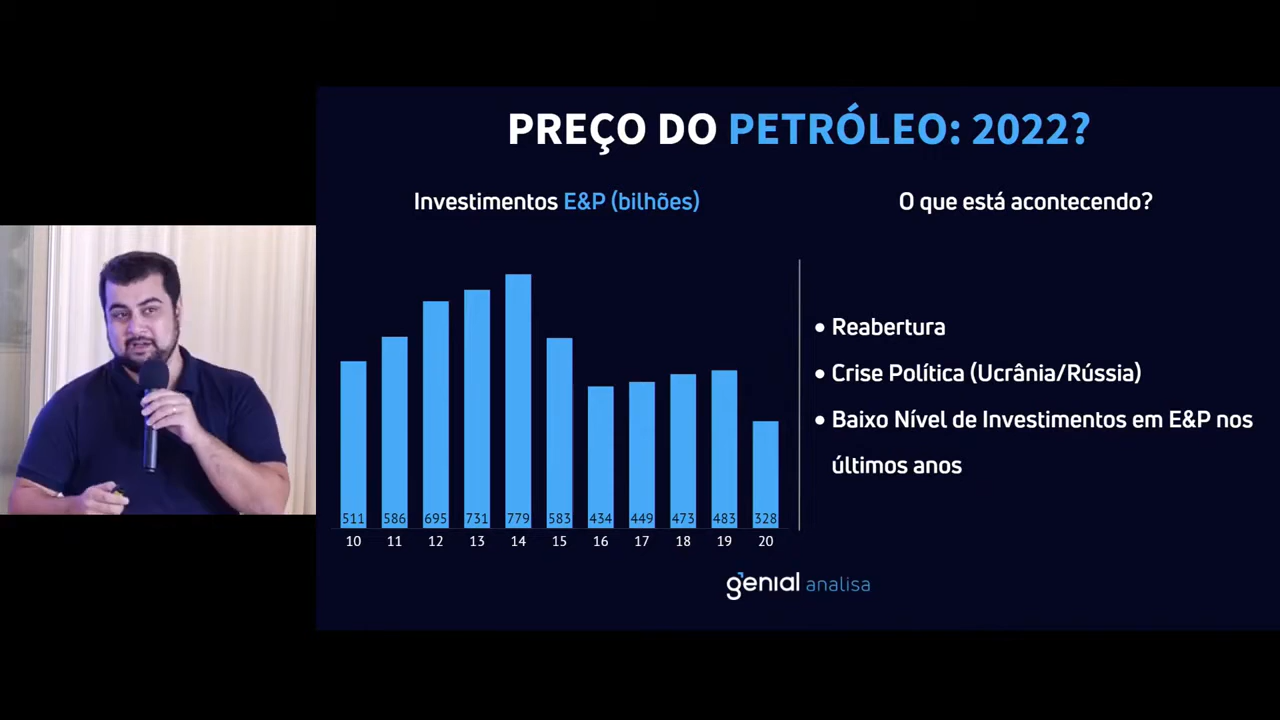 PREÇO DO PETRÓLEO: 2022?
Investimentos E&P (bilhões)
511 586 695 731 779 583 434 449 473 483 328
10 11 12 13 14 15 16 17 18 19 20
O que está acontecendo?
• Reabertura
• Crise Política (Ucrânia/Rússia)
• Baixo Nível de Investimentos em E&P nos
últimos anos
genial analisa